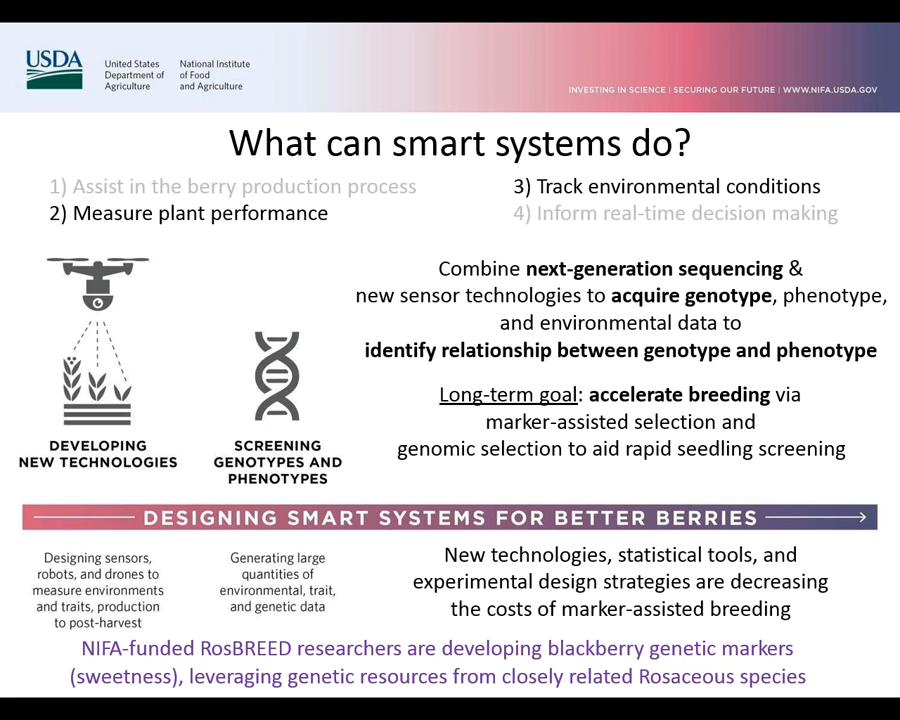 USDA
United States
Department of
Agriculture
National Institute
of Food
and Agriculture
INVESTING IN SCIENCE | SECURING OUR FUTURE | WWW.NIFA.USDA.GOV
What can smart systems do?
1) Assist in the berry production process
2) Measure plant performance
3) Track environmental conditions
4) Inform real-time decision making
Combine next-generation sequencing &
new sensor technologies to acquire genotype, phenotype,
and environmental data to
identify relationship between genotype and phenotype
Long-term goal: accelerate breeding via
marker-assisted selection and
genomic selection to aid rapid seedling screening
DEVELOPING
NEW TECHNOLOGIES
SCREENING
GENOTYPES AND
PHENOTYPES
DESIGNING SMART SYSTEMS FOR BETTER BERRIES
Designing sensors,
robots, and drones to
measure environments
and traits, production
to post-harvest
Generating large
quantities of
environmental, trait,
and genetic data
New technologies, statistical tools, and
experimental design strategies are decreasing
the costs of marker-assisted breeding
NIFA-funded RosBREED researchers are developing blackberry genetic markers
(sweetness), leveraging genetic resources from closely related Rosaceous species